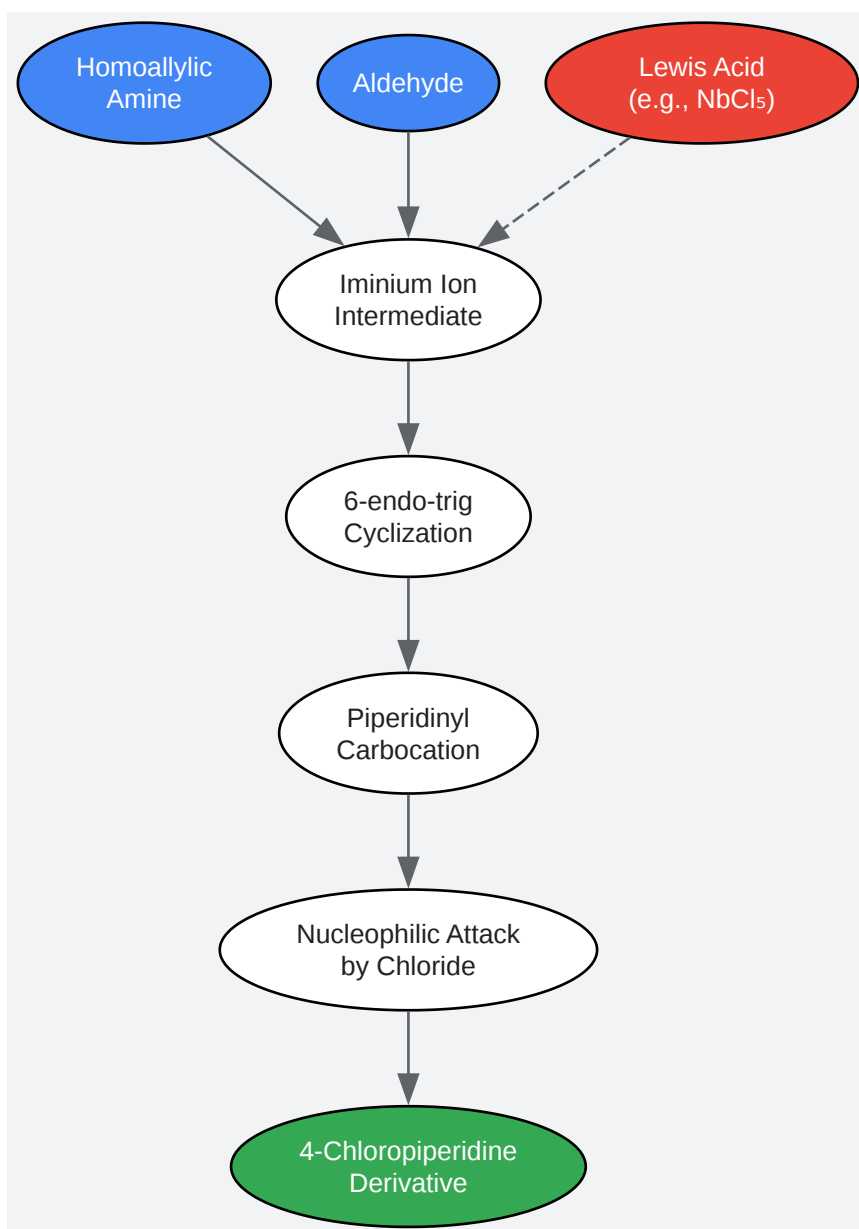 Homoallylic
Amine
Aldehyde
Lewis Acid
(e.g., NbCl₅)
Iminium Ion
Intermediate
6-endo-trig
Cyclization
Piperidinyl
Carbocation
Nucleophilic Attack
by Chloride
4-Chloropiperidine
Derivative